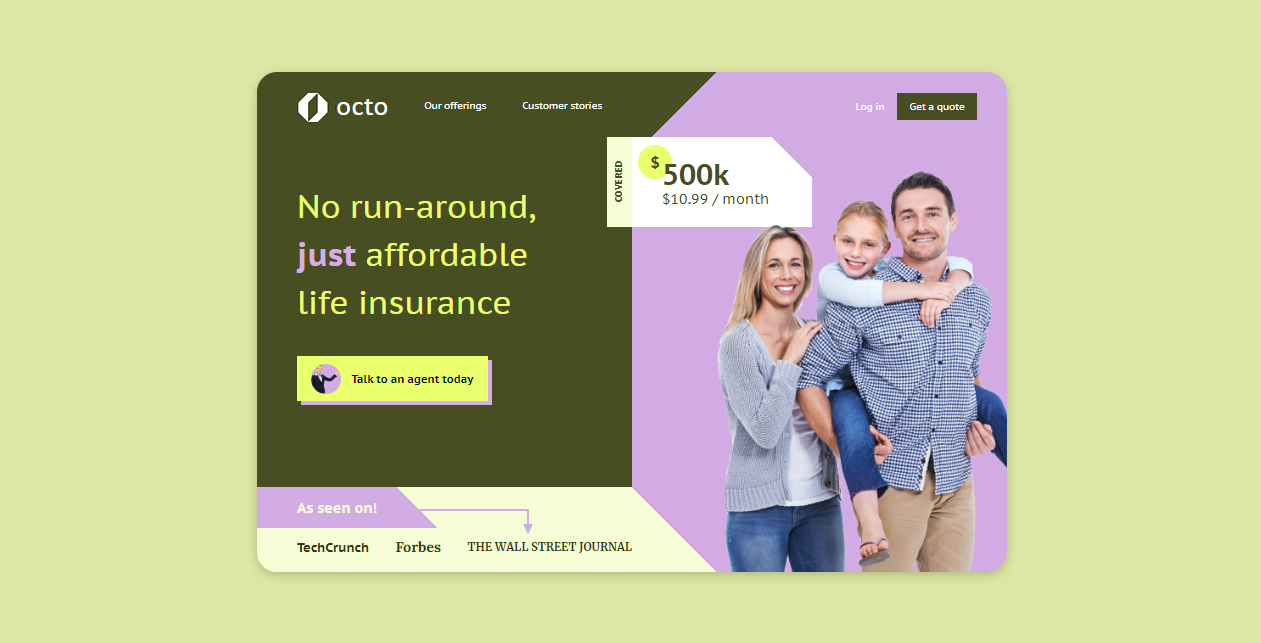 octo
Our offerings
Customer stories
Log in
Get a quote
COVERED
$
500k
$10.99 / month
No run-around,
just affordable
life insurance
Talk to an agent today
As seen on!
TechCrunch
Forbes
THE WALL STREET JOURNAL